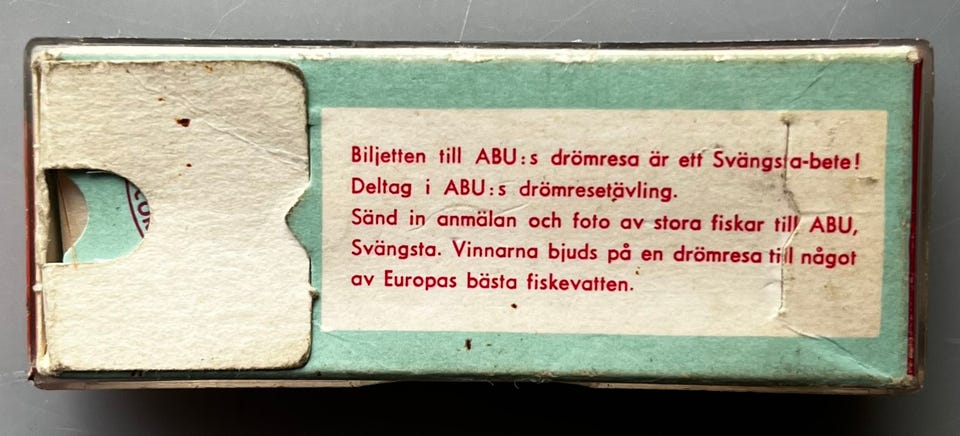 Biljetten till ABU:s drömresa är ett Svängsta-bete!
Deltag i ABU:s drömresetävling.
Sänd in anmälan och foto av stora fiskar till ABU,
Svängsta. Vinnarna bjuds på en drömresa till något
av Europas bästa fiskevatten.